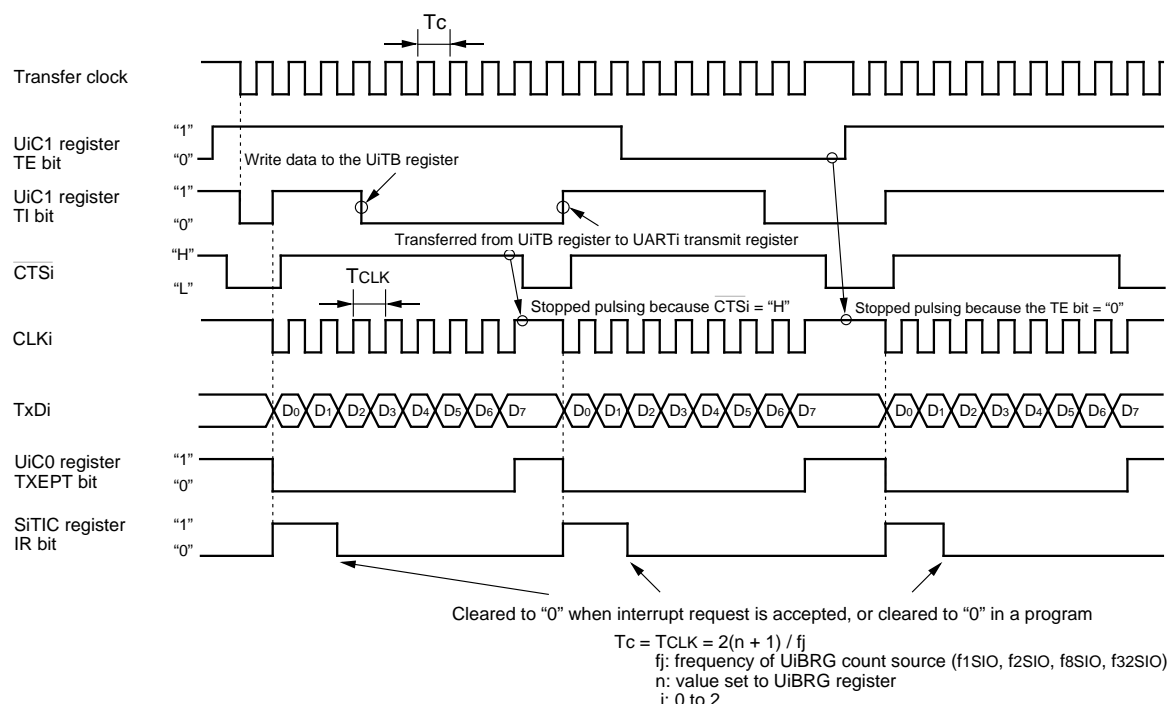 Tc
Transfer clock
UiC1 register
TE bit
“1”
“0”
Write data to the UiTB register
UiC1 register
TI bit
“1”
“0”
Transferred from UiTB register to UARTi transmit register
CTSi
“H”
“L”
TCLK
Stopped pulsing because CTSi = “H”
Stopped pulsing because the TE bit = “0”
CLKi
TxDi
D0 D1 D2 D3 D4 D5 D6 D7 D0 D1 D2 D3 D4 D5 D6 D7 D0 D1 D2 D3 D4 D5 D6 D7
UiC0 register
TXEPT bit
“1”
“0”
SiTIC register
IR bit
“1”
“0”
Cleared to “0” when interrupt request is accepted, or cleared to “0” in a program
Tc = TCLK = 2(n + 1) / fj
fj: frequency of UiBRG count source (f1SIO, f2SIO, f8SIO, f32SIO)
n: value set to UiBRG register
i: 0 to 2